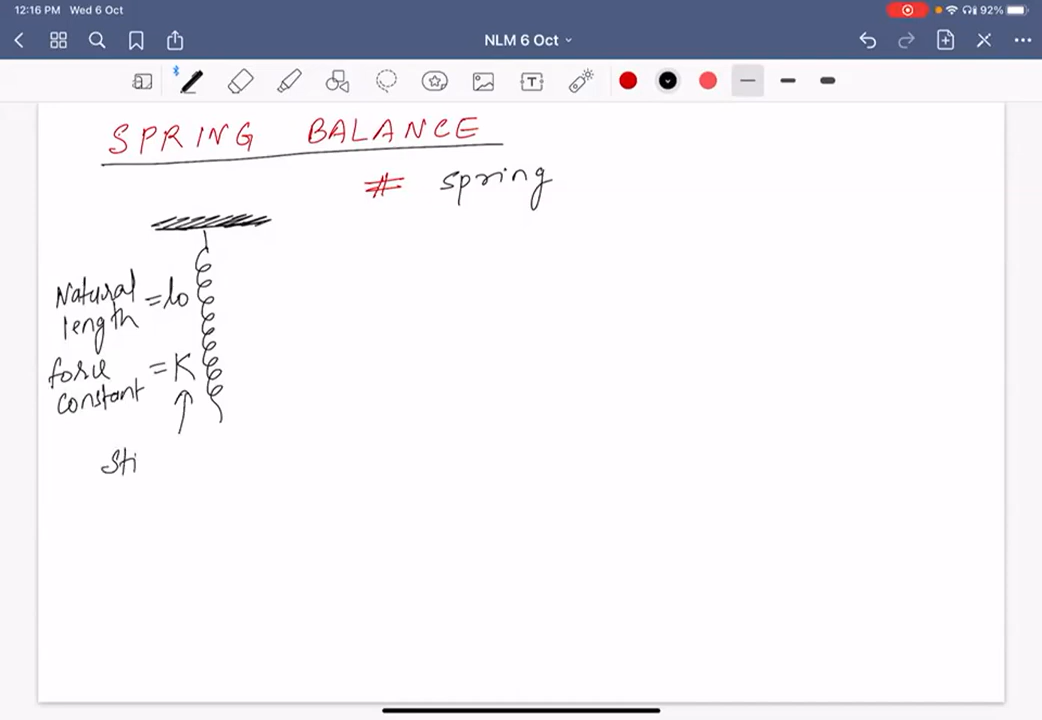 12:16 PM Wed 6 Oct
92%
NLM 6 Oct
SPRING BALANCE
# spring
Natural
length = lo
force
constant = K
Sti